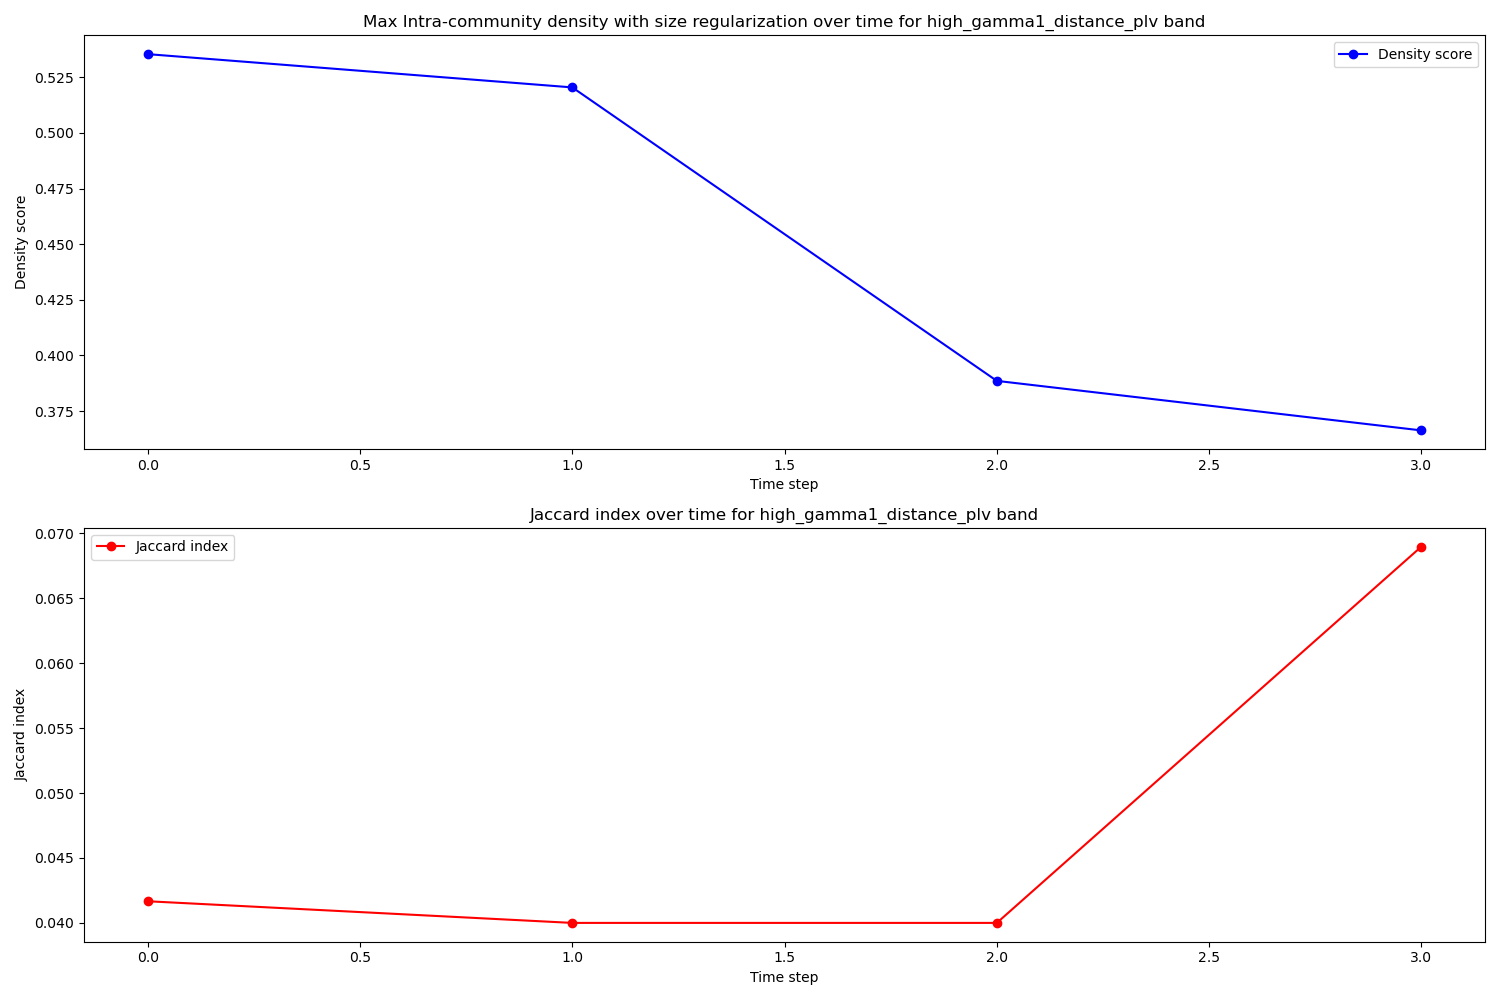 Max Intra-community density with size regularization over time for high_gamma1_distance_plv band
Density score
0.525
0.500
0.475
0.450
0.425
0.400
0.375
Density score
0.0 0.5 1.0 1.5 2.0 2.5 3.0
Time step
Jaccard index over time for high_gamma1_distance_plv band
Jaccard index
0.070
0.065
0.060
0.055
0.050
0.045
0.040
Jaccard index
0.0 0.5 1.0 1.5 2.0 2.5 3.0
Time step